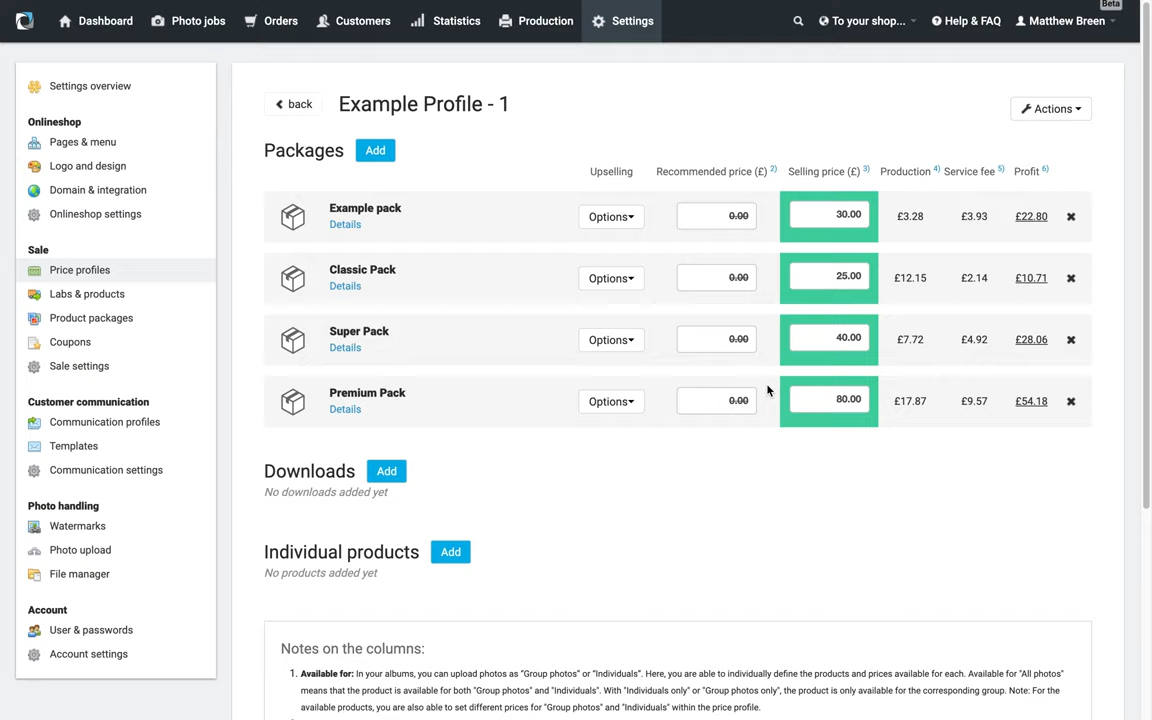 Beta
Dashboard Photo jobs Orders Customers Statistics Production Settings To your shop... Help & FAQ Matthew Breen
Settings overview
Onlineshop
Pages & menu
Logo and design
Domain & integration
Onlineshop settings
Sale
Price profiles
Labs & products
Product packages
Coupons
Sale settings
Customer communication
Communication profiles
Templates
Communication settings
Photo handling
Watermarks
Photo upload
File manager
Account
User & passwords
Account settings
back Example Profile - 1 Actions
Packages Add
Upselling Recommended price (£) 2) Selling price (£) 3) Production 4) Service fee 5) Profit 6)
Example pack
Details
Options 0.00 30.00 £3.28 £3.93 £22.80
Classic Pack
Details
Options 0.00 25.00 £12.15 £2.14 £10.71
Super Pack
Details
Options 0.00 40.00 £7.72 £4.92 £28.06
Premium Pack
Details
Options 0.00 80.00 £17.87 £9.57 £54.18
Downloads Add
No downloads added yet
Individual products Add
No products added yet
Notes on the columns:
1. Available for: In your albums, you can upload photos as "Group photos" or "Individuals". Here, you are able to individually define the products and prices available for each. Available for "All photos"
means that the product is available for both "Group photos" and "Individuals". With "Individuals only" or "Group photos only", the product is only available for the corresponding group. Note: For the
available products, you are also able to set different prices for "Group photos" and "Individuals" within the price profile.